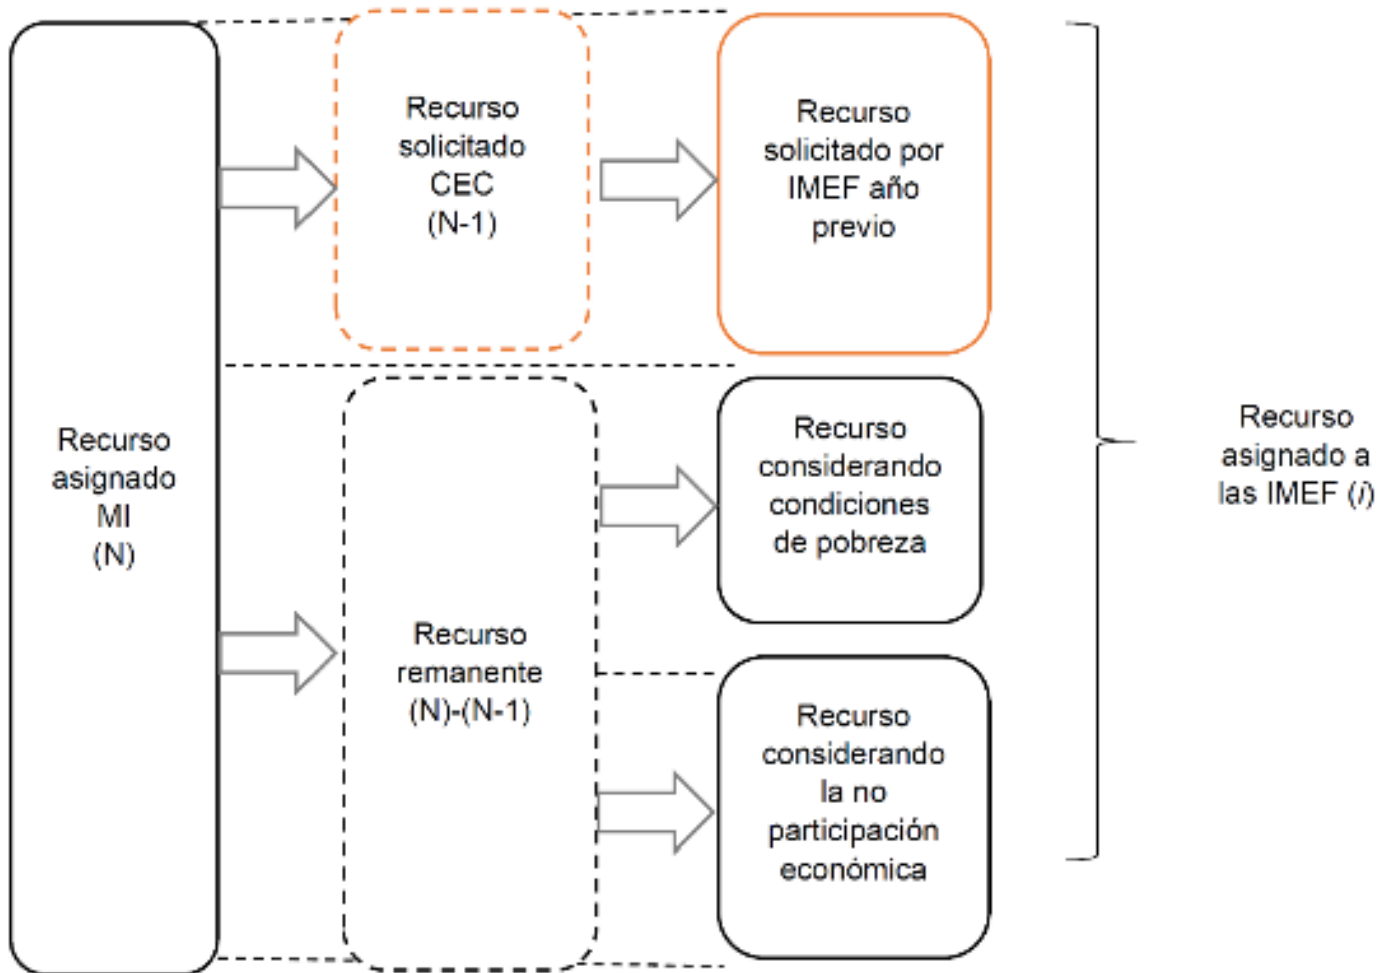 Recurso
asignado
MI
(N)
Recurso
solicitado
CEC
(N-1)
Recurso
solicitado por
IMEF año
previo
Recurso
remanente
(N)-(N-1)
Recurso
considerando
condiciones
de pobreza
Recurso
considerando
la no
participación
económica
Recurso
asignado a
las IMEF (i)